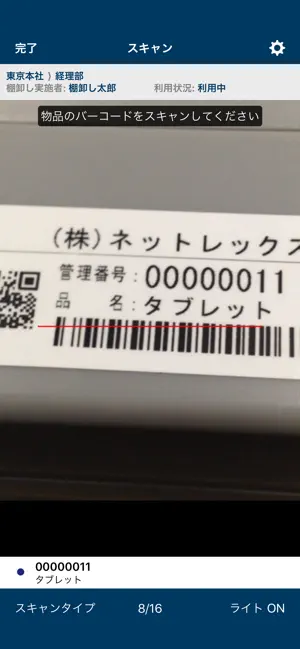 完了 スキャン
東京本社 〉経理部
棚卸し実施者: 棚卸し太郎 利用状況: 利用中
物品のバーコードをスキャンしてください
(株)ネットレックス
管理番号:00000011
品 名:タブレット
00000011
タブレット
スキャンタイプ 8/16 ライト ON